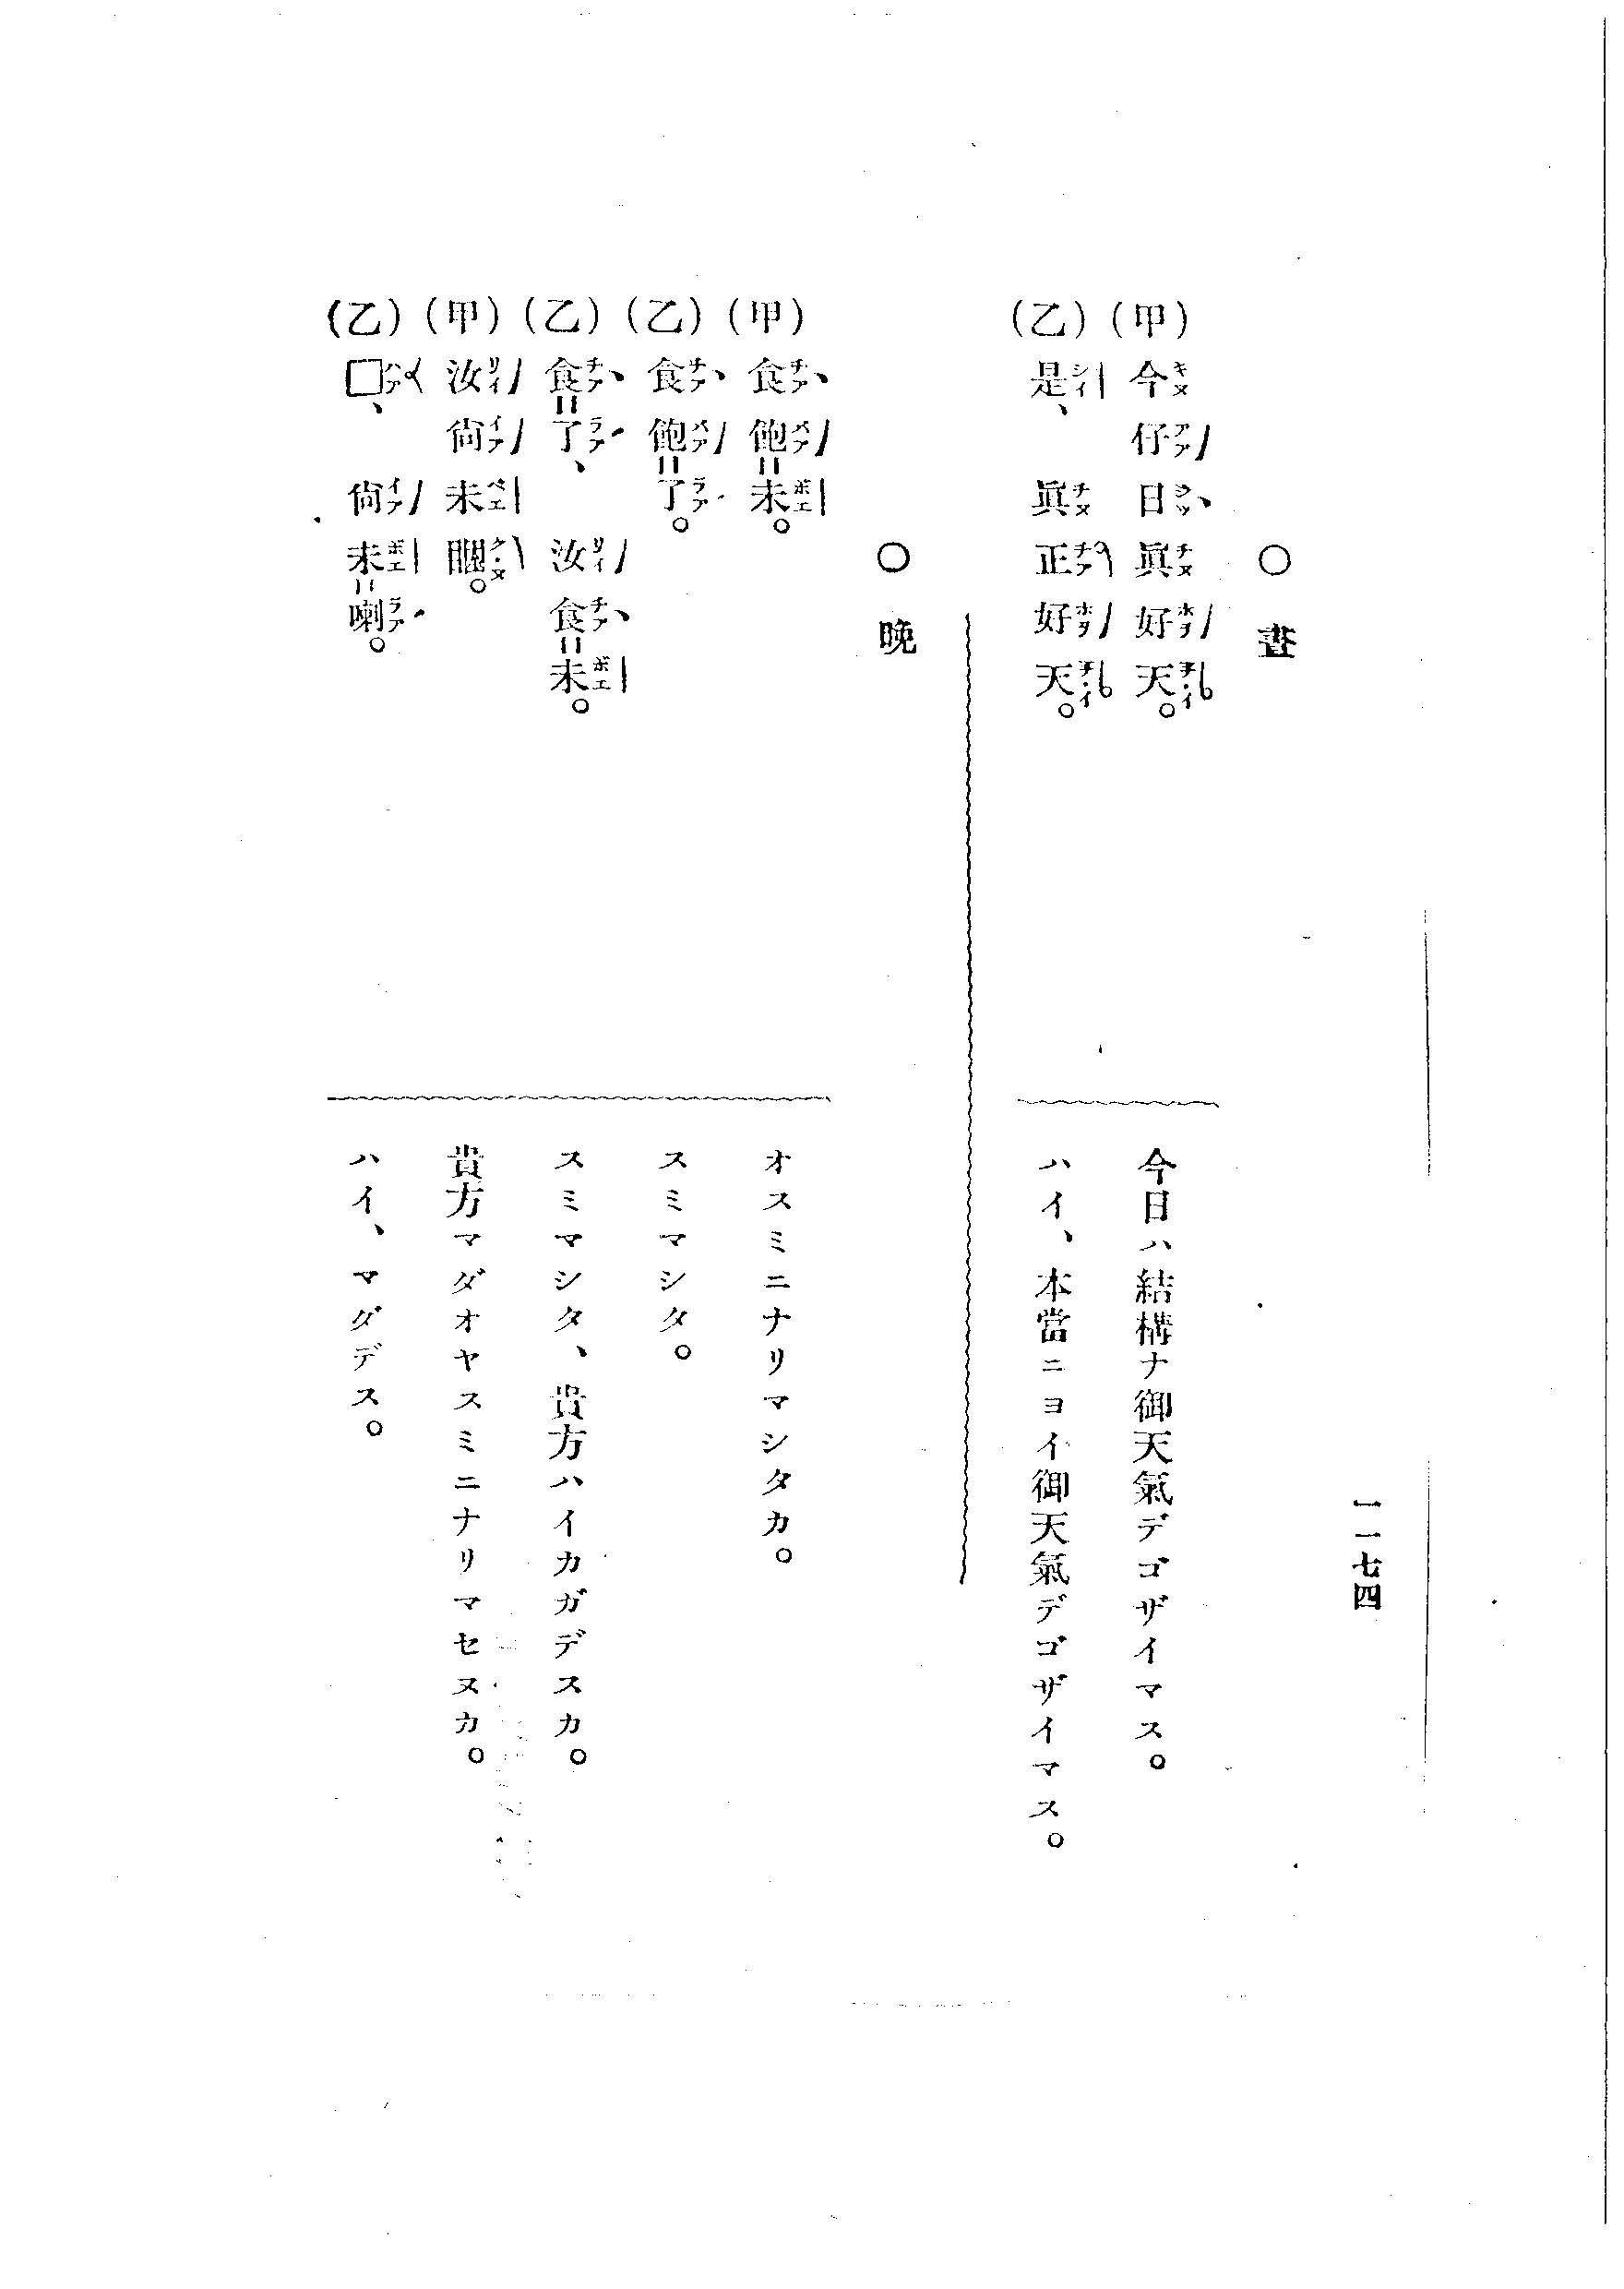 一一七四
○晝
(甲)今仔日眞好天。
今日ハ結構ナ御天氣デゴザイマス。
(乙)是、眞正好天。
ハイ、本當ニヨイ御天氣デゴザイマス。
○晚
(甲)食飽=未。
オスミニナリマシタカ。
(乙)食飽=了。
スミマシタ。
(乙)食=了、汝食=未。
スミマシタ、貴方ハイカガデスカ。
(甲)汝尙未睏。
貴方マダオヤスミニナリマセヌカ。
(乙)□、尙未=喇。
ハイ、マダデス。